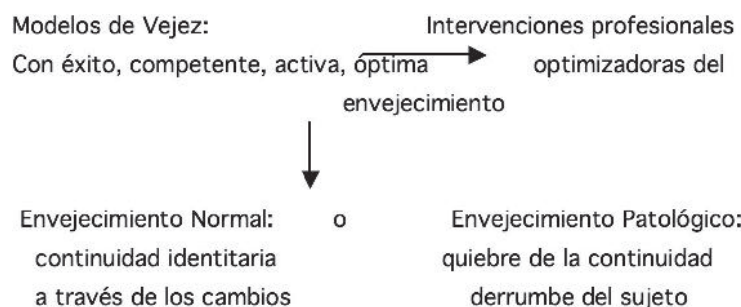 Modelos de Vejez:
Intervenciones profesionales
Con éxito, competente, activa, óptima
optimizadoras del
envejecimiento
Envejecimiento Normal: o Envejecimiento Patológico:
continuidad identitaria
quiebre de la continuidad
a través de los cambios
derrumbe del sujeto